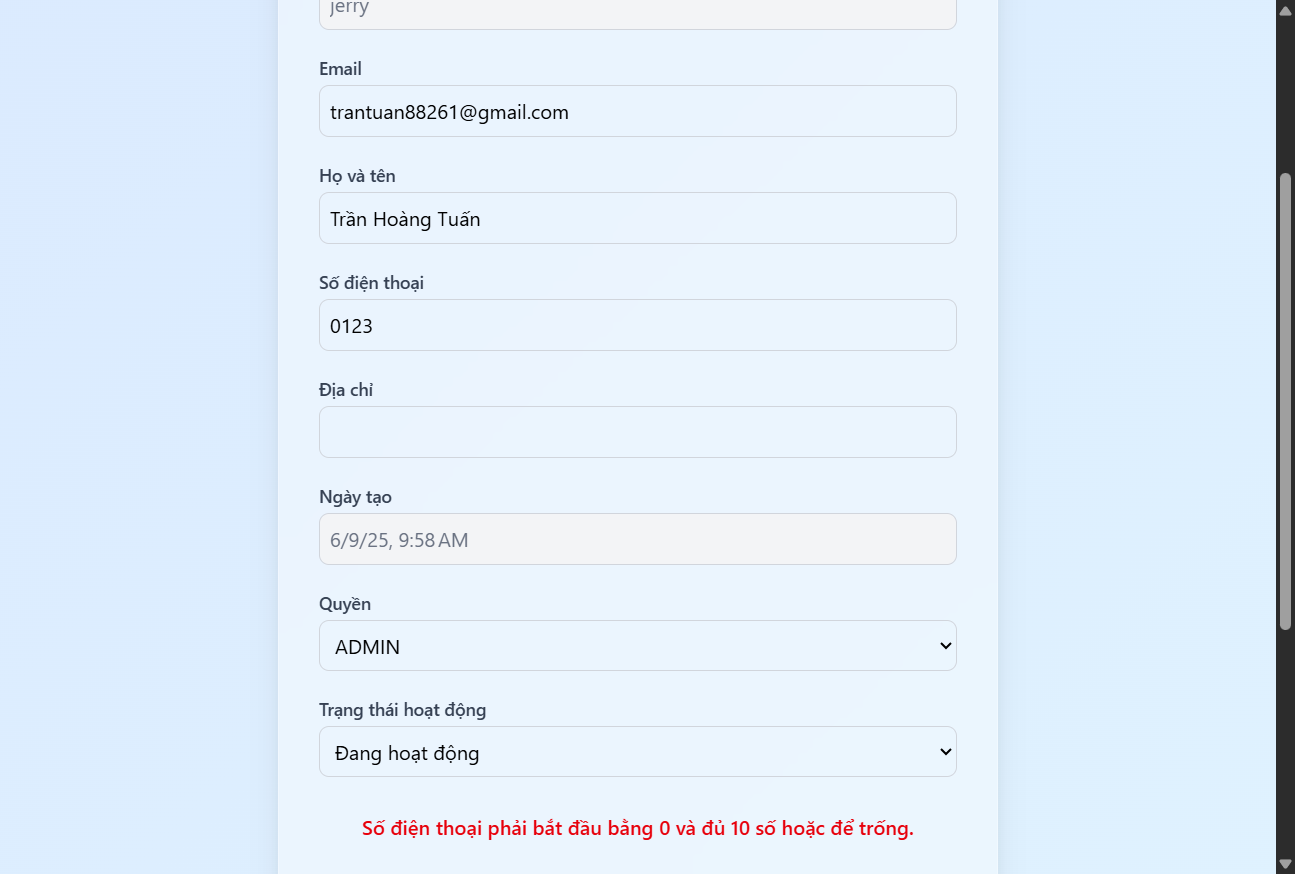 jerry
Email
trantuan88261@gmail.com
Họ và tên
Trần Hoàng Tuấn
Số điện thoại
0123
Địa chỉ
Ngày tạo
6/9/25, 9:58 AM
Quyền
ADMIN
Trạng thái hoạt động
Đang hoạt động
Số điện thoại phải bắt đầu bằng 0 và đủ 10 số hoặc để trống.